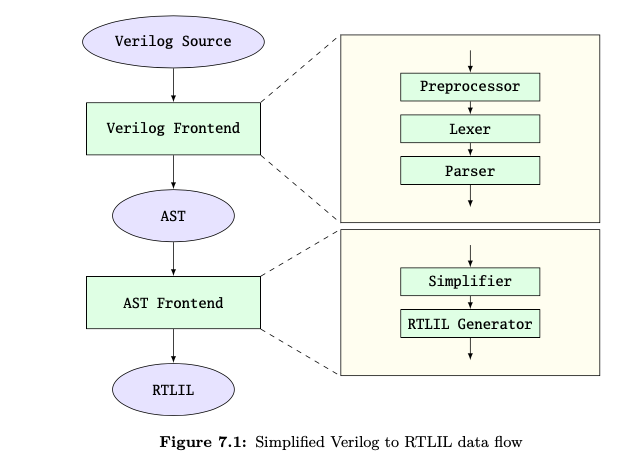 Verilog Source
Verilog Frontend
AST
AST Frontend
RTLIL
Preprocessor
Lexer
Parser
Simplifier
RTLIL Generator
Figure 7.1: Simplified Verilog to RTLIL data flow